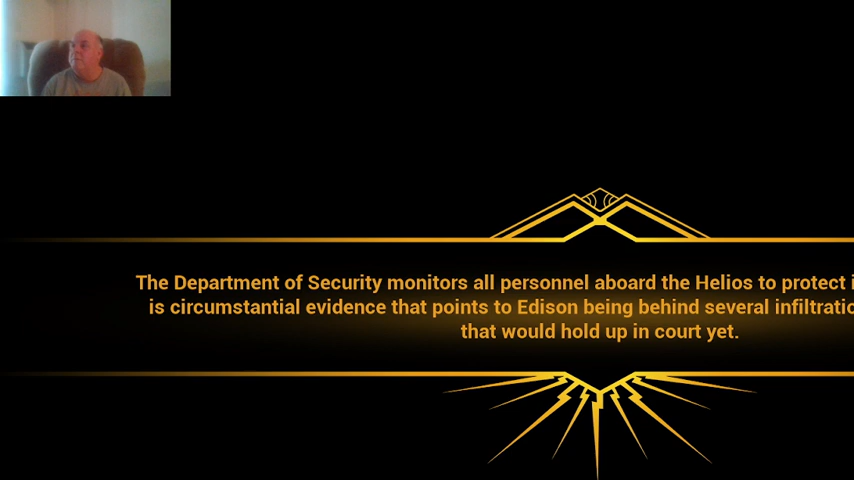 The Department of Security monitors all personnel aboard the Helios to protect
is circumstantial evidence that points to Edison being behind several
that would hold up in court yet.